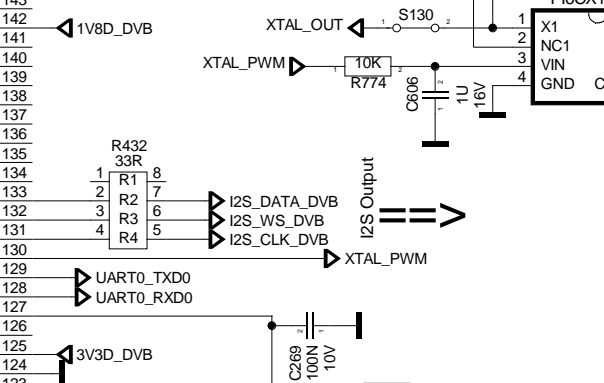 143
142
1V8D_DVB
141
140
139
138
137
136
135
134
133
132
131
130
129
128
127
126
125
124
123
XTAL_OUT
1
S130
2
XTAL_PWM
1
10K
2
R774
C606
2
1
1U
16V
1
2
3
4
X1
NC1
VIN
GND
C
R432
33R
1 R1 8
2 R2 7
3 R3 6
4 R4 5
I2S_DATA_DVB
I2S_WS_DVB
I2S_CLK_DVB
I2S Output
XTAL_PWM
UART0_TXD0
UART0_RXD0
2
1
C269
100N
10V
3V3D_DVB